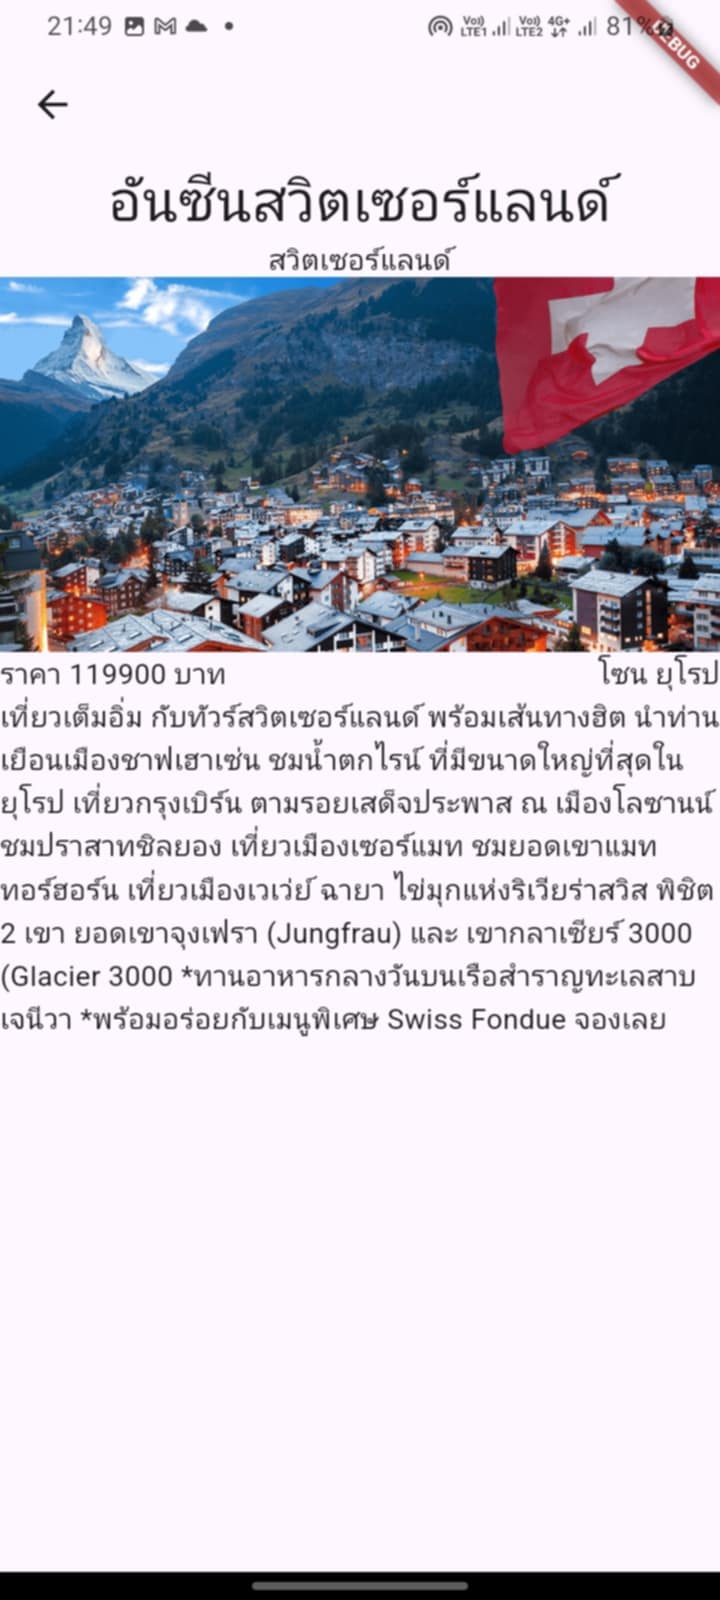 21:49 Vo) LTE1 Vo) LTE2 4G+ 81%
อันซีนสวิตเซอร์แลนด์
สวิตเซอร์แลนด์
ราคา 119900 บาท โซน ยุโรป
เที่ยวเต็มอิ่ม กับทัวร์สวิตเซอร์แลนด์ พร้อมเส้นทางฮิต นำท่าน
เยือนเมืองชาฟเฮาเซ่น ชมน้ำตกไรน์ ที่มีขนาดใหญ่ที่สุดใน
ยุโรป เที่ยวกรุงเบิร์น ตามรอยเสด็จประพาส ณ เมืองโลซานน์
ชมปราสาทชิลยอง เที่ยวเมืองเซอร์แมท ชมยอดเขาแมท
ทอร์ฮอร์น เที่ยวเมืองเวเว่ย์ ฉายา ไข่มุกแห่งริเวียร่าสวิส พิชิต
2 เขา ยอดเขาจุงเฟรา (Jungfrau) และ เขากลาเซียร์ 3000
(Glacier 3000 *ทานอาหารกลางวันบนเรือสำราญทะเลสาบ
เจนีวา *พร้อมอร่อยกับเมนูพิเศษ Swiss Fondue จองเลย